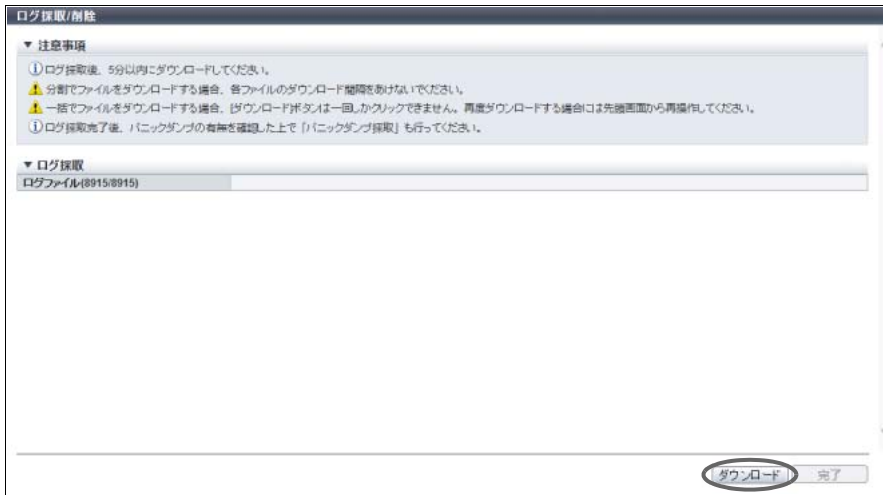 ログ採取/削除
▼ 注意事項
ⓘログ採取後、5分以内にダウンロードしてください。
分割でファイルをダウンロードする場合、各ファイルのダウンロード間隔をあけないでください。
一括でファイルをダウンロードする場合、[ダウンロード]ボタンは一回しかクリックできません。再度ダウンロードする場合には先頭画面から再操作してください。
ⓘログ採取完了後、パニックダンプの有無を確認した上で「パニックダンプ採取」も行ってください。
▼ ログ採取
ログファイル(8915/8915)
ダウンロード 完了